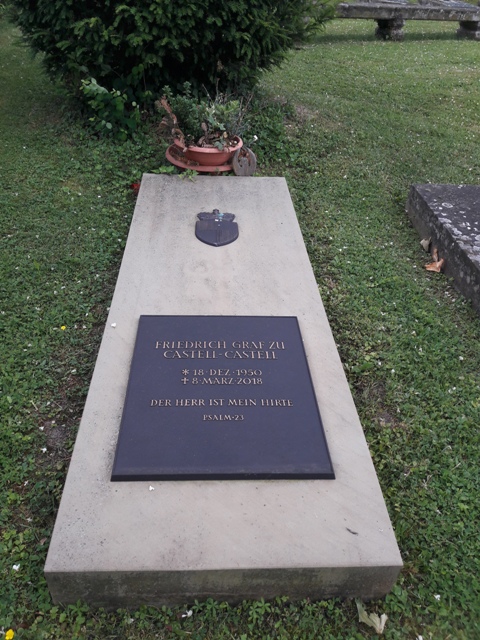 FRIEDRICH GRAF ZU
CASTELL-CASTELL
* 18·DEZ·1950
✝ 8·MÄRZ·2018
DER HERR IST MEIN HIRTE
PSALM·23